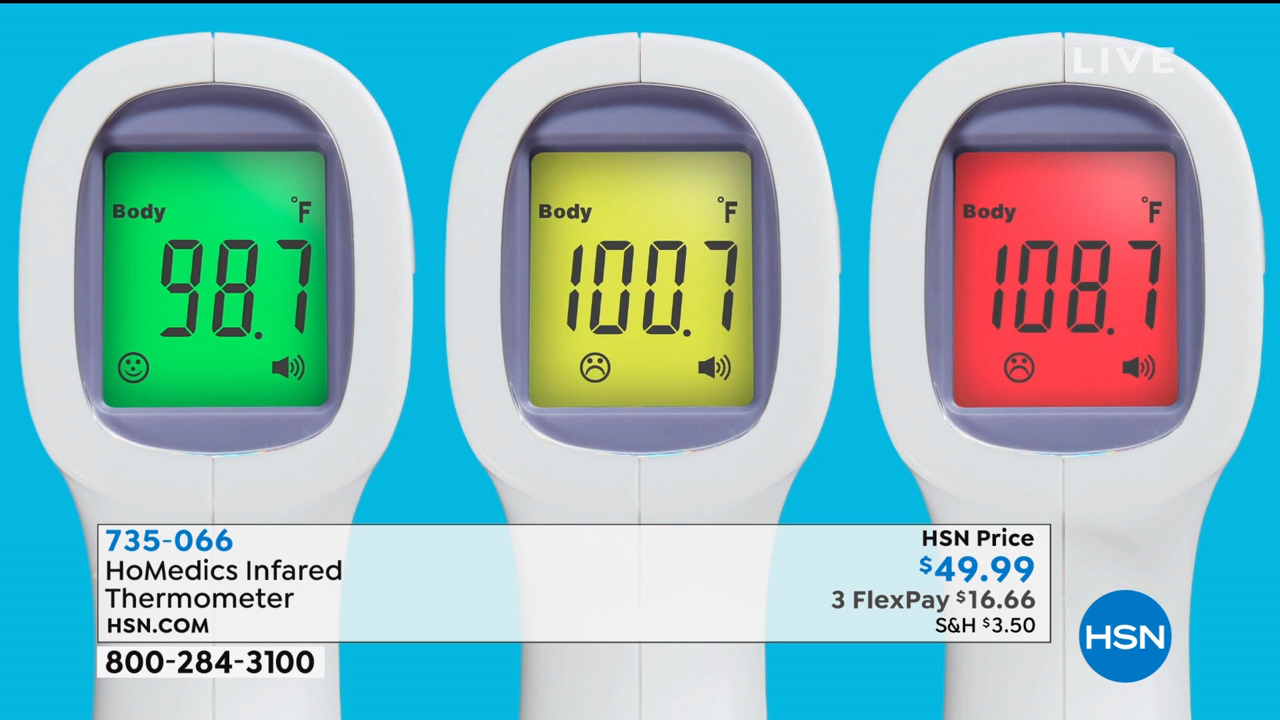 LIVE
Body °F
98.7
Body °F
100.7
Body °F
108.7
735-066
HoMedics Infared
Thermometer
HSN.COM
800-284-3100
HSN Price
$49.99
3 FlexPay $16.66
S&H $3.50
HSN